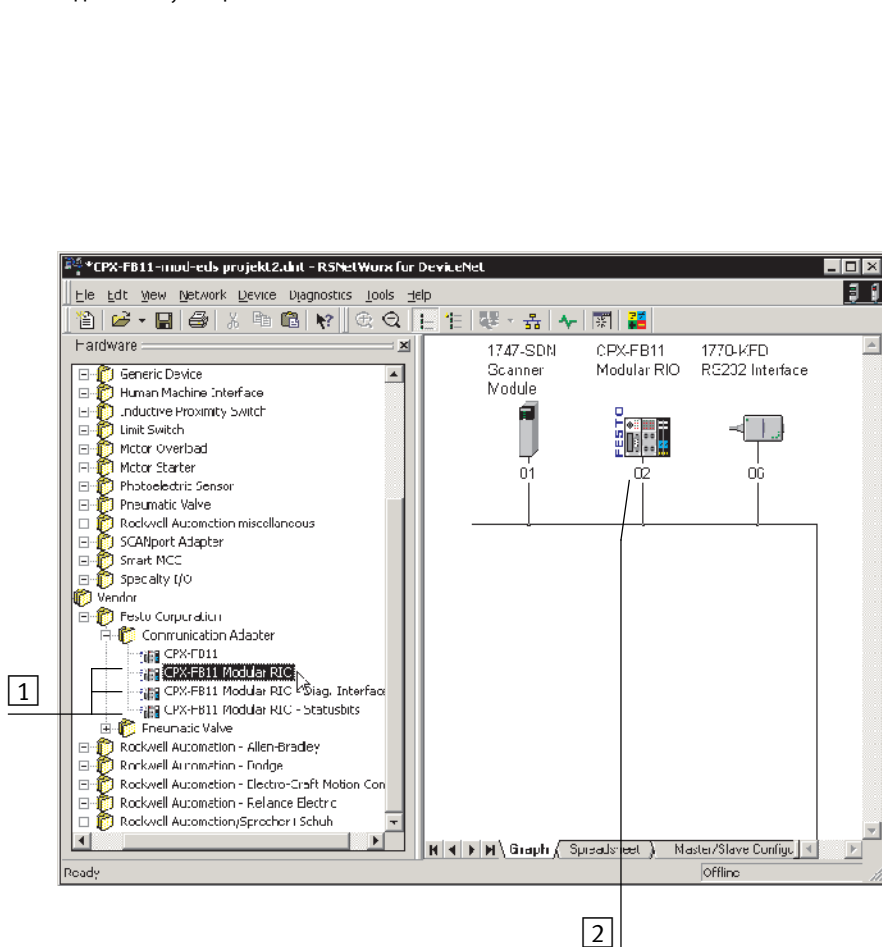 *CPX-FB11-mod-eds projekt2.dnt - RSNetWorx for DeviceNet
File Edit View Network Device Diagnostics Tools Help
Hardware
Generic Device
Human Machine Interface
Inductive Proximity Switch
Limit Switch
Motor Overload
Motor Starter
Photoelectric Sensor
Pneumatic Valve
Rockwell Automation miscellaneous
SCANport Adapter
Smart MCC
Specialty I/O
Vendor
Festo Corporation
Communication Adapter
CPX-FB11
CPX-FB11 Modular RIO
CPX-FB11 Modular RIO - Diag. Interface
CPX-FB11 Modular RIO - Statusbits
Pneumatic Valve
Rockwell Automation - Allen-Bradley
Rockwell Automation - Dodge
Rockwell Automation - Electro-Craft Motion Con
Rockwell Automation - Reliance Electric
Rockwell Automation/Sprecher+Schuh
1747-SDN Scanner Module
CPX-FB11 Modular RIO
1770-KFD RS232 Interface
FESTO
01
02
06
Graph
Spreadsheet
Master/Slave Configu
Ready
Offline
1
2